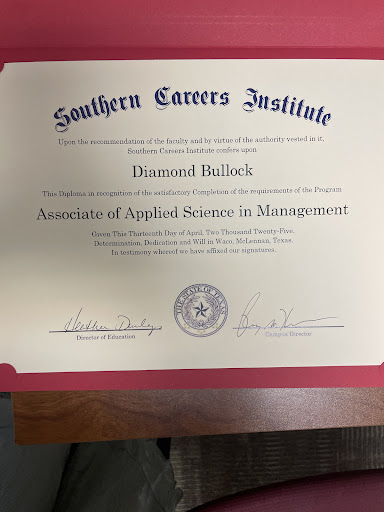 Southern Careers Institute
Upon the recommendation of the faculty and by virtue of the authority vested in it,
Southern Careers Institute confers upon
Diamond Bullock
This Diploma in recognition of the satisfactory Completion of the requirements of the Program
Associate of Applied Science in Management
Given This Thirteenth Day of April, Two Thousand Twenty-Five.
Determination, Dedication and Will in Waco, McLennan, Texas.
In testimony whereof we have affixed our signatures.
THE STATE OF TEXAS
Director of Education
Campus Director